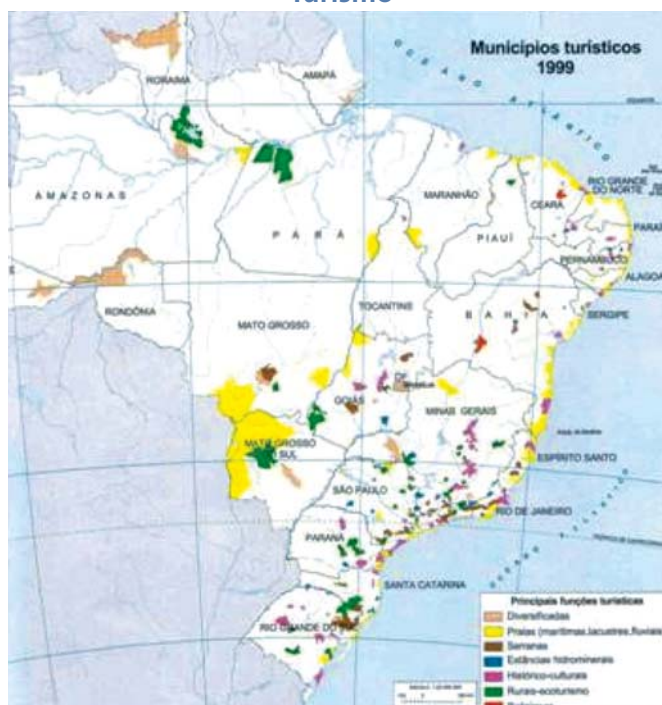 Turismo
Municípios turísticos
1999
OCEANO ATLÂNTICO
RORAIMA
AMAPÁ
AMAZONAS
PARÁ
MARANHÃO
CEARÁ
RIO GRANDE
DO NORTE
PIAUÍ
PERNAMBUCO
RONDÔNIA
TOCANTINS
BAHIA
SERGIPE
MATO GROSSO
DF
GOIÁS
MINAS GERAIS
MATO GROSSO
SUL
ESPÍRITO SANTO
SÃO PAULO
RIO DE JANEIRO
PARANÁ
SANTA CATARINA
RIO GRANDE DO SUL
Principais funções turísticas
Diversificadas
Praias (marítimas,lacustres,fluviais
Serranas
Estâncias hidrominerais
Histórico-culturais
Rurais-ecoturismo